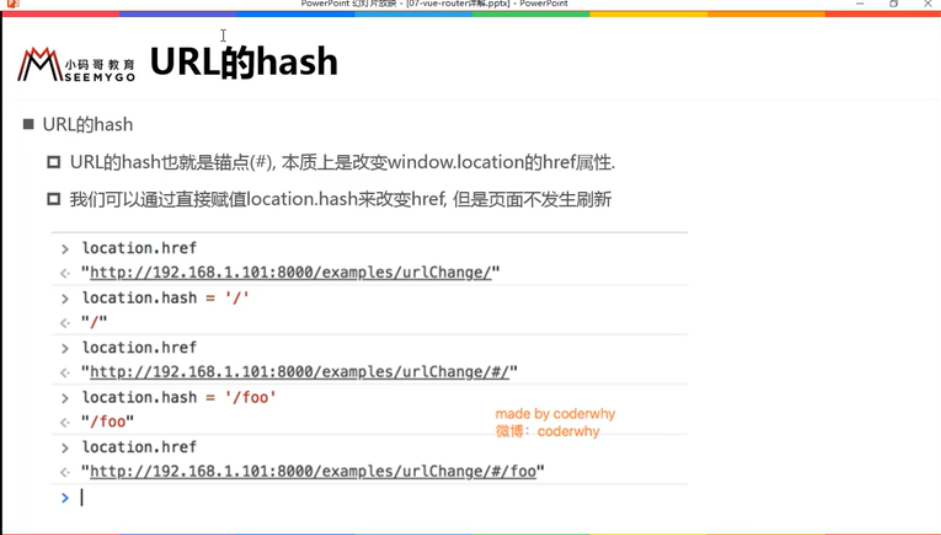 PowerPoint 幻灯片放映 - [07-vue-router详解.pptx] - PowerPoint
小码哥教育
SEEMYGO
URL的hash
URL的hash
URL的hash也就是锚点(#), 本质上是改变window.location的href属性.
我们可以通过直接赋值location.hash来改变href, 但是页面不发生刷新
> location.href
<· "http://192.168.1.101:8000/examples/urlChange/"
> location.hash = '/'
<· "/"
> location.href
<· "http://192.168.1.101:8000/examples/urlChange/#/"
> location.hash = '/foo'
<· "/foo"
> location.href
<· "http://192.168.1.101:8000/examples/urlChange/#/foo"
>
made by coderwhy
微博：coderwhy